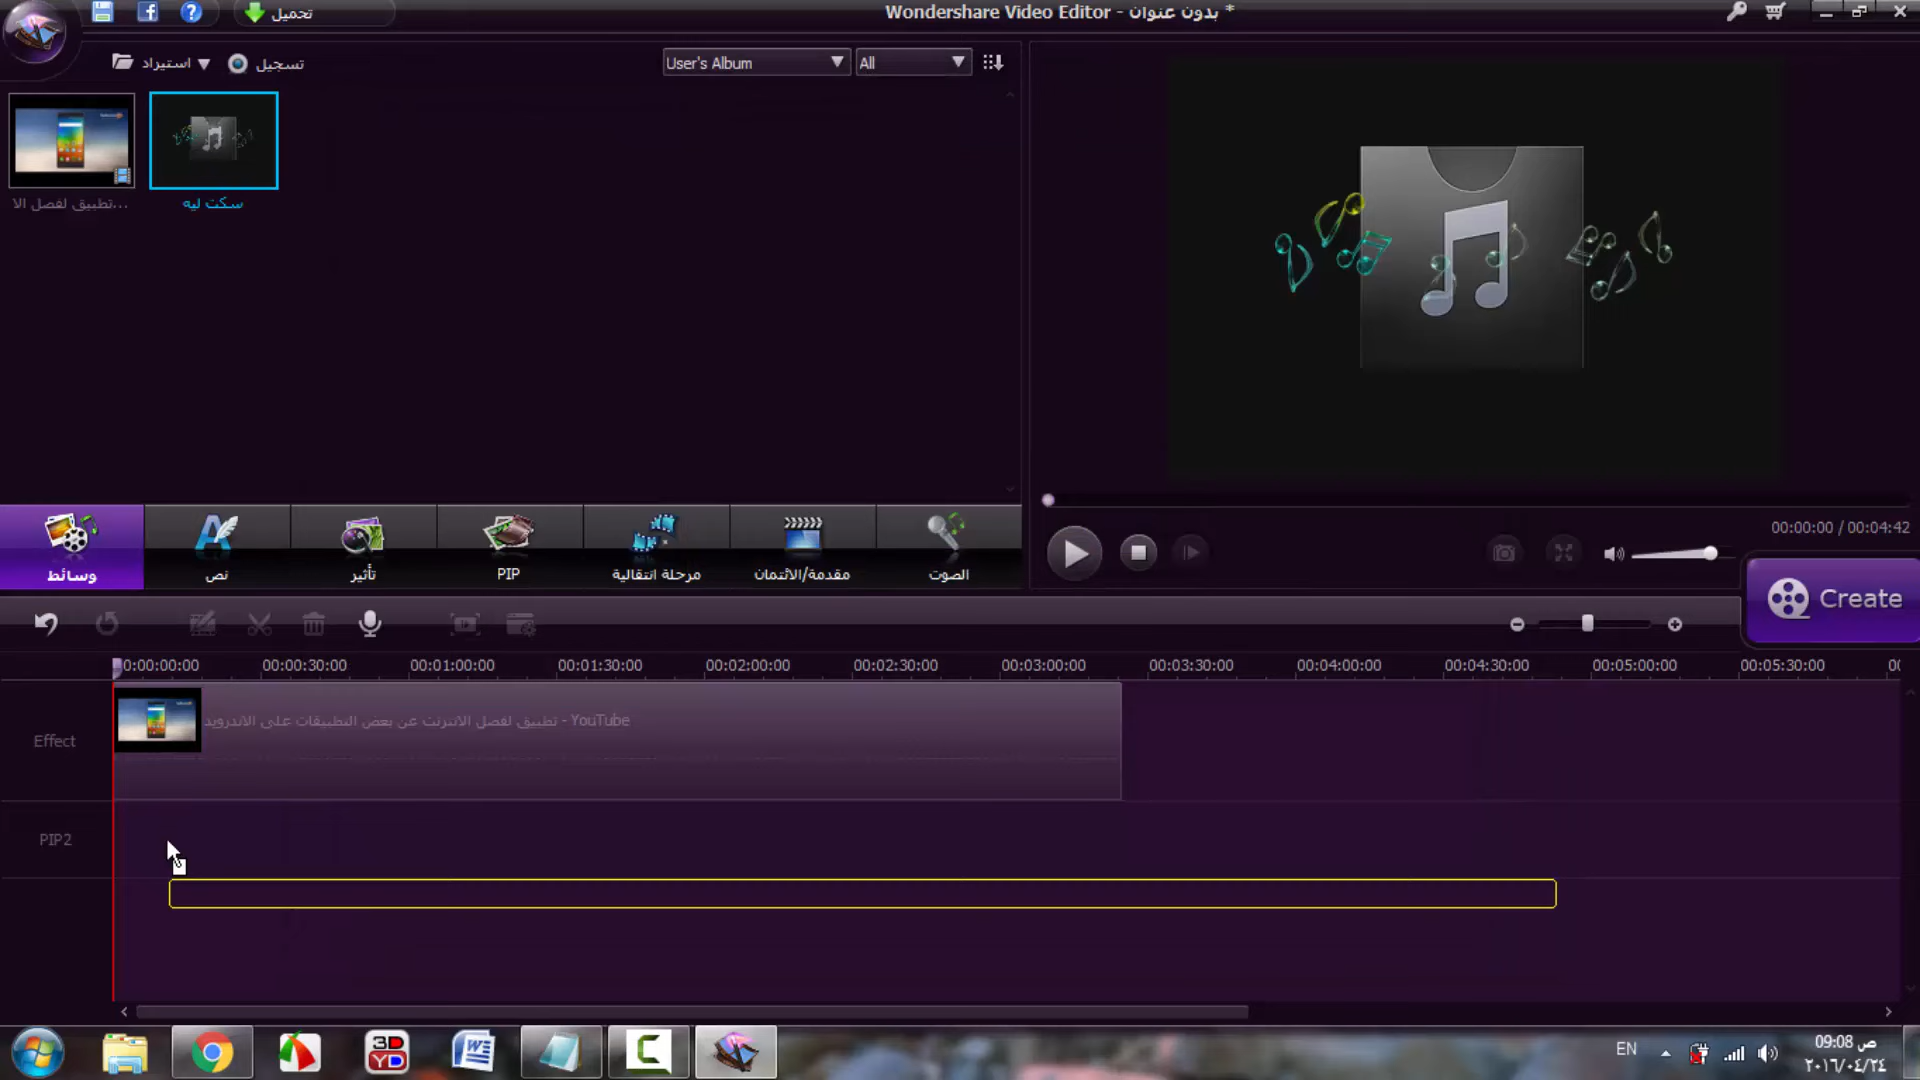 تحميل
Wondershare Video Editor - بدون عنوان *
استيراد
تسجيل
User's Album
All
تطبيق لفصل الا...
سكت ليه
00:00:00 / 00:04:42
وسائط
نص
تأثير
PIP
مرحلة انتقالية
مقدمة/الائتمان
الصوت
Create
0:00:00:00 00:00:30:00 00:01:00:00 00:01:30:00 00:02:00:00 00:02:30:00 00:03:00:00 00:03:30:00 00:04:00:00 00:04:30:00 00:05:00:00 00:05:30:00
تطبيق لفصل الانترنت عن بعض التطبيقات على الاندرويد - YouTube
Effect
PIP2
3D
YD
EN
09:08 ص
٢٠١٦/٠٤/٢٤